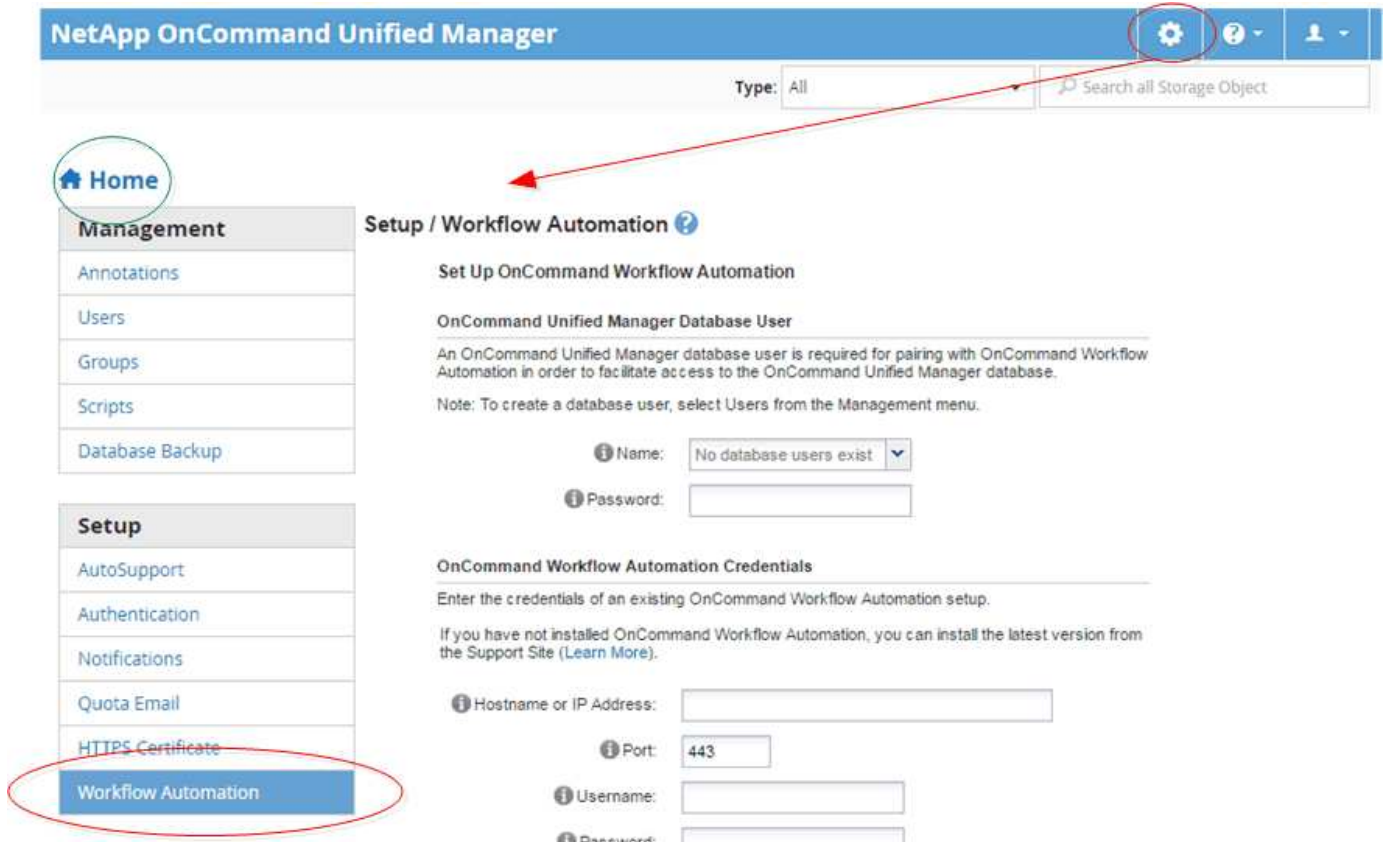 NetApp OnCommand Unified Manager
Type: All
Search all Storage Object
Home
Management
Annotations
Users
Groups
Scripts
Database Backup
Setup
AutoSupport
Authentication
Notifications
Quota Email
HTTPS Certificate
Workflow Automation
Setup / Workflow Automation
Set Up OnCommand Workflow Automation
OnCommand Unified Manager Database User
An OnCommand Unified Manager database user is required for pairing with OnCommand Workflow
Automation in order to facilitate access to the OnCommand Unified Manager database.
Note: To create a database user, select Users from the Management menu.
Name: No database users exist
Password:
OnCommand Workflow Automation Credentials
Enter the credentials of an existing OnCommand Workflow Automation setup.
If you have not installed OnCommand Workflow Automation, you can install the latest version from
the Support Site (Learn More).
Hostname or IP Address:
Port: 443
Username:
Password: